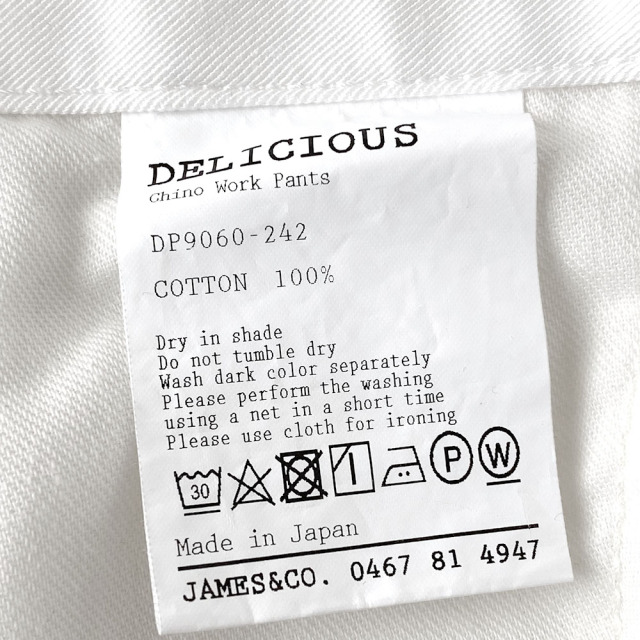 DELICIOUS
Chino Work Pants
DP9060-242
COTTON 100%
Dry in shade
Do not tumble dry
Wash dark color separately
Please perform the washing
using a net in a short time
Please use cloth for ironing
30 P W
Made in Japan
JAMES&CO. 0467 81 4947